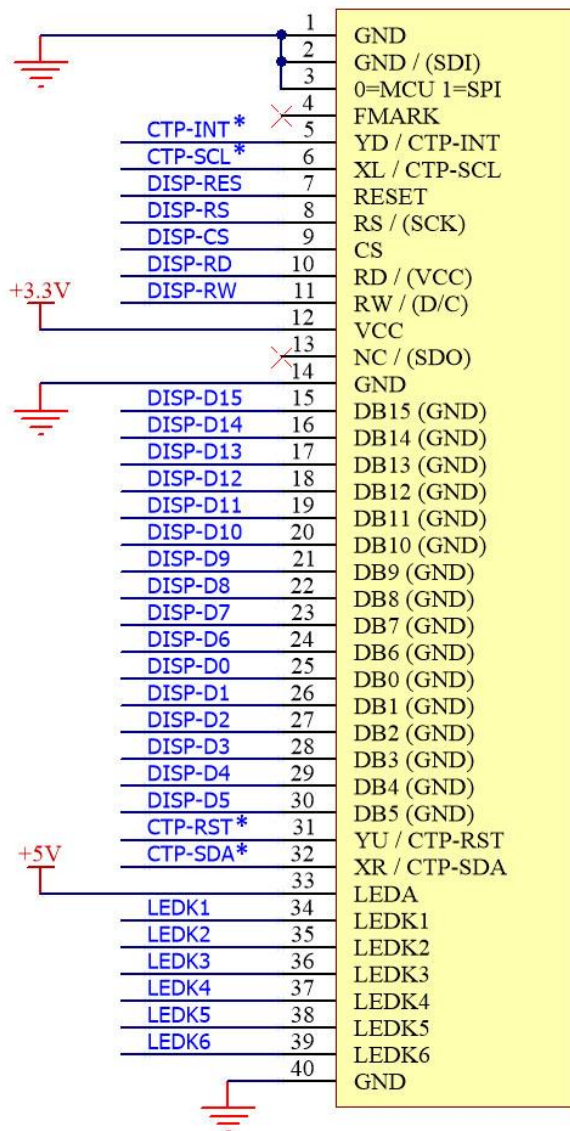 1 GND
2 GND / (SDI)
3 0=MCU 1=SPI
4 FMARK
CTP-INT* 5 YD / CTP-INT
CTP-SCL* 6 XL / CTP-SCL
DISP-RES 7 RESET
DISP-RS 8 RS / (SCK)
DISP-CS 9 CS
DISP-RD 10 RD / (VCC)
+3.3V DISP-RW 11 RW / (D/C)
12 VCC
13 NC / (SDO)
14 GND
DISP-D15 15 DB15 (GND)
DISP-D14 16 DB14 (GND)
DISP-D13 17 DB13 (GND)
DISP-D12 18 DB12 (GND)
DISP-D11 19 DB11 (GND)
DISP-D10 20 DB10 (GND)
DISP-D9 21 DB9 (GND)
DISP-D8 22 DB8 (GND)
DISP-D7 23 DB7 (GND)
DISP-D6 24 DB6 (GND)
DISP-D0 25 DB0 (GND)
DISP-D1 26 DB1 (GND)
DISP-D2 27 DB2 (GND)
DISP-D3 28 DB3 (GND)
DISP-D4 29 DB4 (GND)
DISP-D5 30 DB5 (GND)
CTP-RST* 31 YU / CTP-RST
+5V CTP-SDA* 32 XR / CTP-SDA
33 LEDA
LEDK1 34 LEDK1
LEDK2 35 LEDK2
LEDK3 36 LEDK3
LEDK4 37 LEDK4
LEDK5 38 LEDK5
LEDK6 39 LEDK6
40 GND